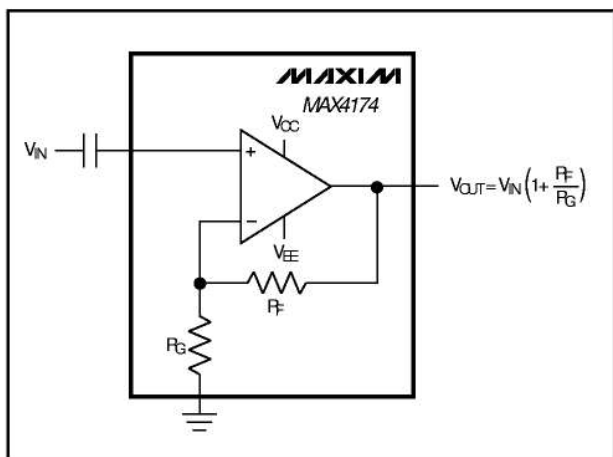 MAXIM
MAX4174
VCC
VIN
+
VOUT = VIN (1 + RF/RG)
−
VEE
RF
RG